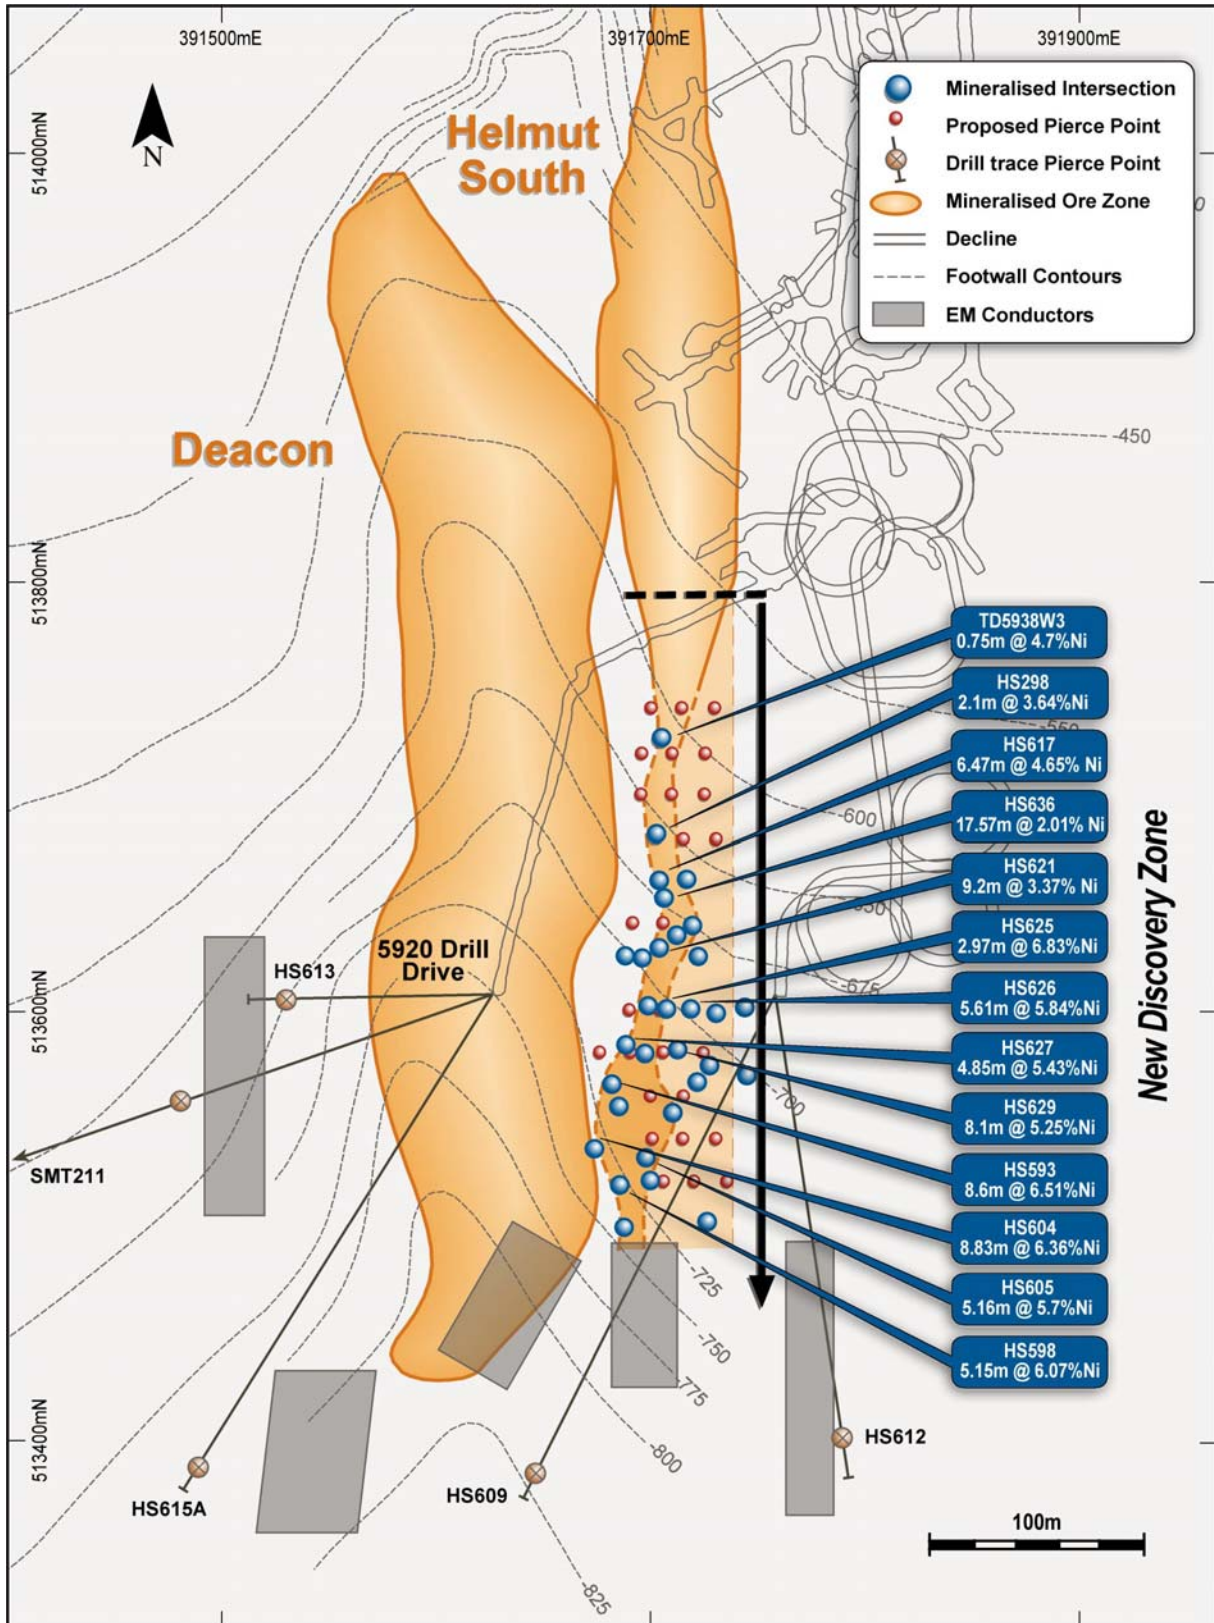 391500mE
391700mE
391900mE
514000mN
513800mN
513600mN
513400mN
N
Mineralised Intersection
Proposed Pierce Point
Drill trace Pierce Point
Mineralised Ore Zone
Decline
Footwall Contours
EM Conductors
Helmut
South
Deacon
-450
-600
-675
-700
-725
-750
-775
-800
-825
TD5938W3
0.75m @ 4.7%Ni
HS298
2.1m @ 3.64%Ni
HS617
6.47m @ 4.65% Ni
HS636
17.57m @ 2.01% Ni
HS621
9.2m @ 3.37% Ni
HS625
2.97m @ 6.83%Ni
HS626
5.61m @ 5.84%Ni
HS627
4.85m @ 5.43%Ni
HS629
8.1m @ 5.25%Ni
HS593
8.6m @ 6.51%Ni
HS604
8.83m @ 6.36%Ni
HS605
5.16m @ 5.7%Ni
HS598
5.15m @ 6.07%Ni
New Discovery Zone
5920 Drill
Drive
HS613
SMT211
HS615A
HS609
HS612
100m